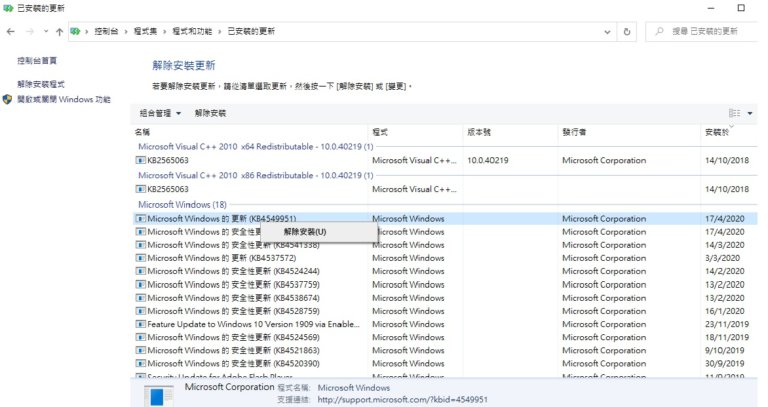 已安裝的更新
控制台 › 程式集 › 程式和功能 › 已安裝的更新
搜尋 已安裝的更新
控制台首頁
解除安裝程式
開啟或關閉 Windows 功能
解除安裝更新
若要解除安裝更新，請從清單選取更新，然後按一下 [解除安裝] 或 [變更]。
組合管理 解除安裝
名稱 程式 版本號 發行者 安裝於
Microsoft Visual C++ 2010 x64 Redistributable - 10.0.40219 (1)
KB2565063 Microsoft Visual C++... 10.0.40219 Microsoft Corporation 14/10/2018
Microsoft Visual C++ 2010 x86 Redistributable - 10.0.40219 (1)
KB2565063 Microsoft Visual C++... Microsoft Corporation 14/10/2018
Microsoft Windows (18)
Microsoft Windows 的 更新 (KB4549951) Microsoft Windows Microsoft Corporation 17/4/2020
解除安裝(U)
Microsoft Windows 的 安全性更 Microsoft Windows Microsoft Corporation 17/4/2020
Microsoft Windows 的 安全性更新 (KB4541338) Microsoft Windows Microsoft Corporation 14/3/2020
Microsoft Windows 的 更新 (KB4537572) Microsoft Windows Microsoft Corporation 3/3/2020
Microsoft Windows 的 安全性更新 (KB4524244) Microsoft Windows Microsoft Corporation 14/2/2020
Microsoft Windows 的 安全性更新 (KB4537759) Microsoft Windows Microsoft Corporation 13/2/2020
Microsoft Windows 的 安全性更新 (KB4538674) Microsoft Windows Microsoft Corporation 13/2/2020
Microsoft Windows 的 安全性更新 (KB4528759) Microsoft Windows Microsoft Corporation 16/1/2020
Feature Update to Windows 10 Version 1909 via Enable... Microsoft Windows Microsoft Corporation 23/11/2019
Microsoft Windows 的 安全性更新 (KB4524569) Microsoft Windows Microsoft Corporation 18/11/2019
Microsoft Windows 的 安全性更新 (KB4521863) Microsoft Windows Microsoft Corporation 9/10/2019
Microsoft Windows 的 安全性更新 (KB4520390) Microsoft Windows Microsoft Corporation 30/9/2019
Security Update for Adobe Flash Player Microsoft Windows Microsoft Corporation 11/9/2019
Microsoft Corporation 程式名稱: Microsoft Windows
支援連結: http://support.microsoft.com/?kbid=4549951